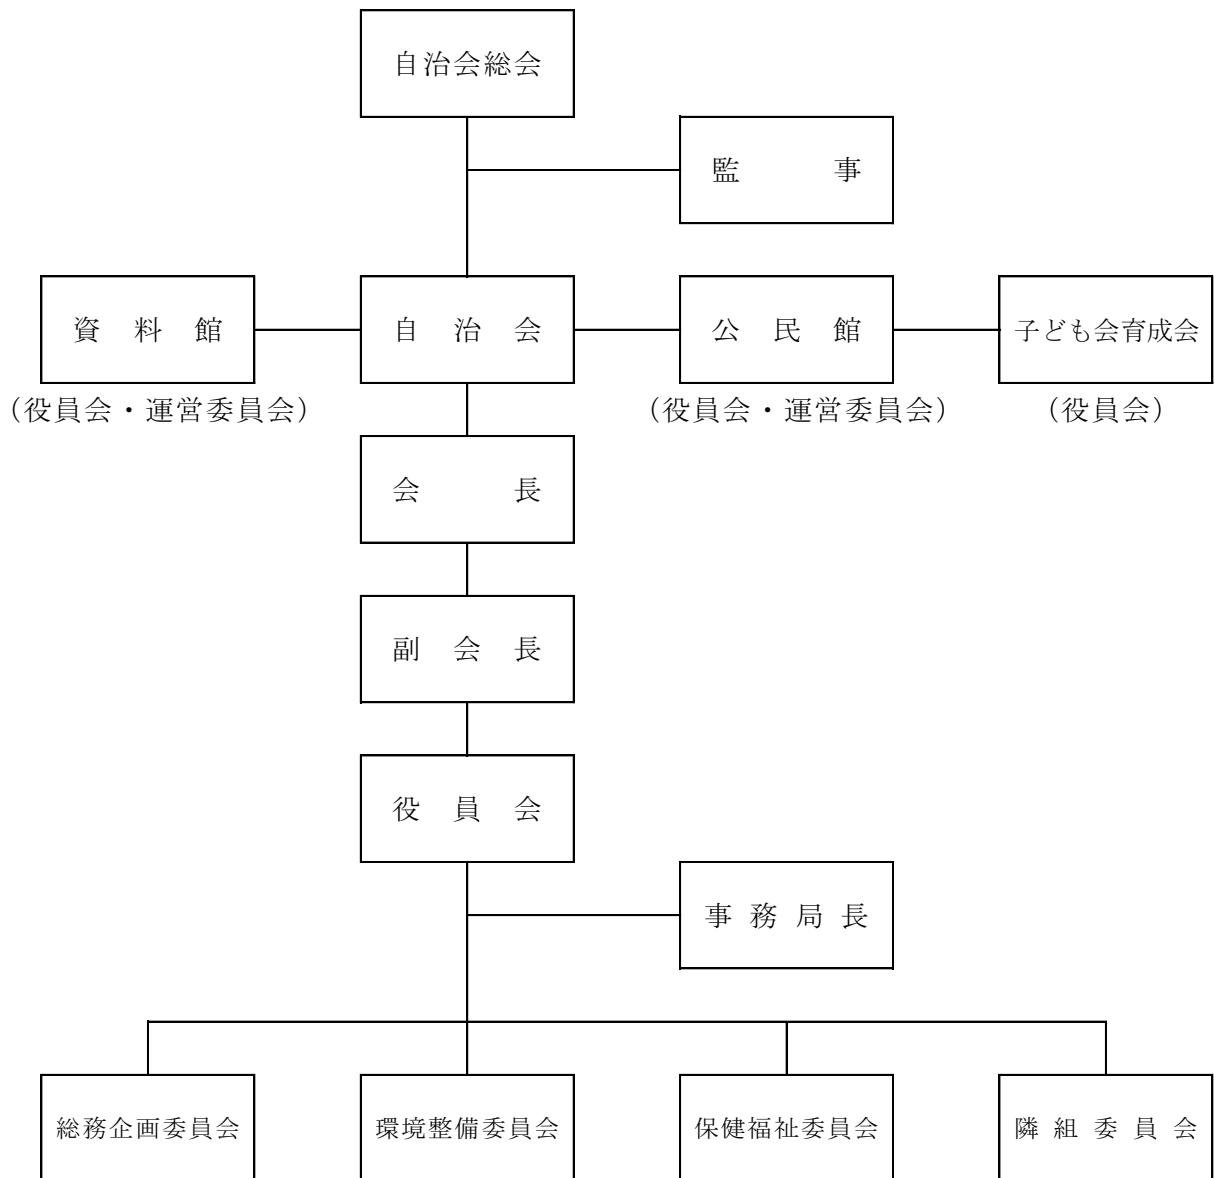 自治会総会
監事
資料館
自治会
公民館
子ども会育成会
(役員会・運営委員会)
(役員会・運営委員会)
(役員会)
会長
副会長
役員会
事務局長
総務企画委員会
環境整備委員会
保健福祉委員会
隣組委員会